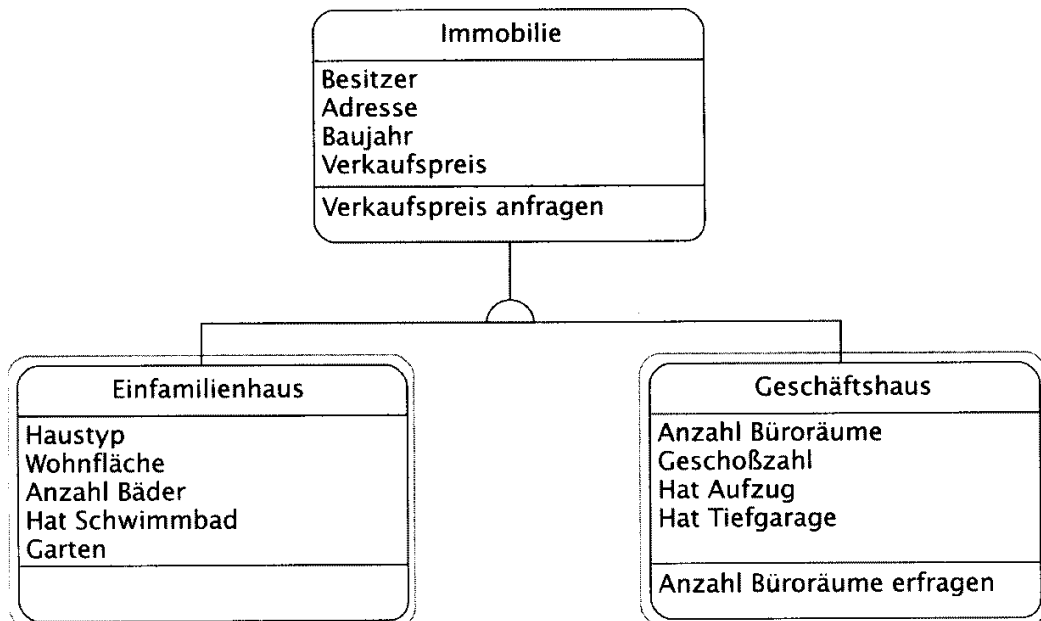 Immobilie
Besitzer
Adresse
Baujahr
Verkaufspreis
Verkaufspreis anfragen
Einfamilienhaus
Haustyp
Wohnfläche
Anzahl Bäder
Hat Schwimmbad
Garten
Geschäftshaus
Anzahl Büroräume
Geschoßzahl
Hat Aufzug
Hat Tiefgarage
Anzahl Büroräume erfragen